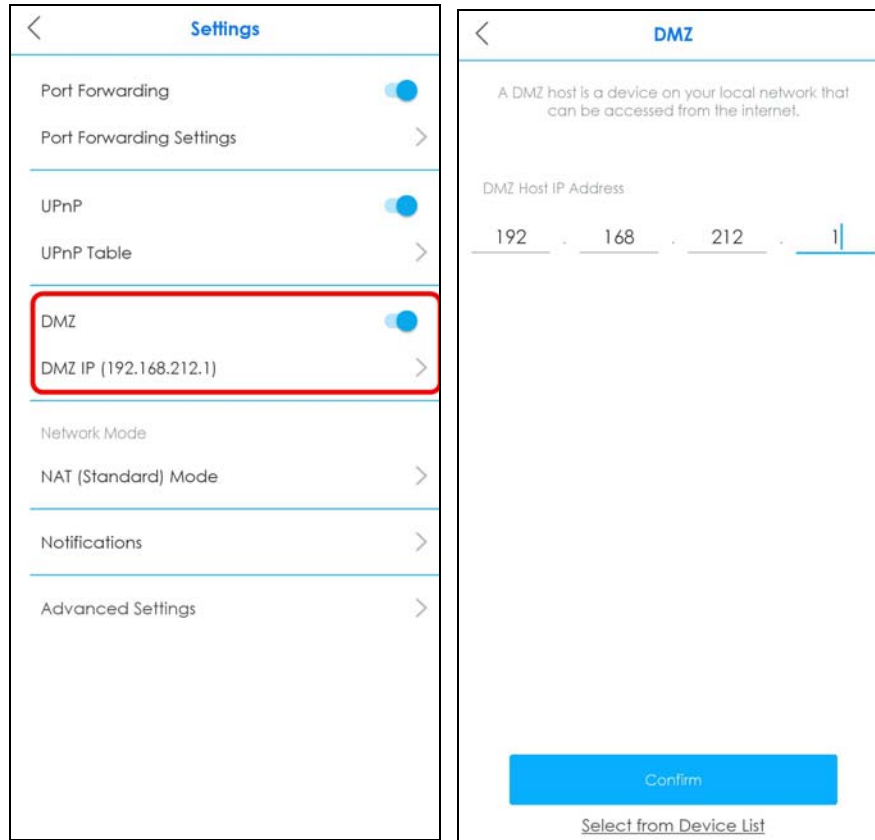 Settings
Port Forwarding
Port Forwarding Settings
UPnP
UPnP Table
DMZ
DMZ IP (192.168.212.1)
Network Mode
NAT (Standard) Mode
Notifications
Advanced Settings
DMZ
A DMZ host is a device on your local network that
can be accessed from the internet.
DMZ Host IP Address
192 . 168 . 212 . 1
Confirm
Select from Device List